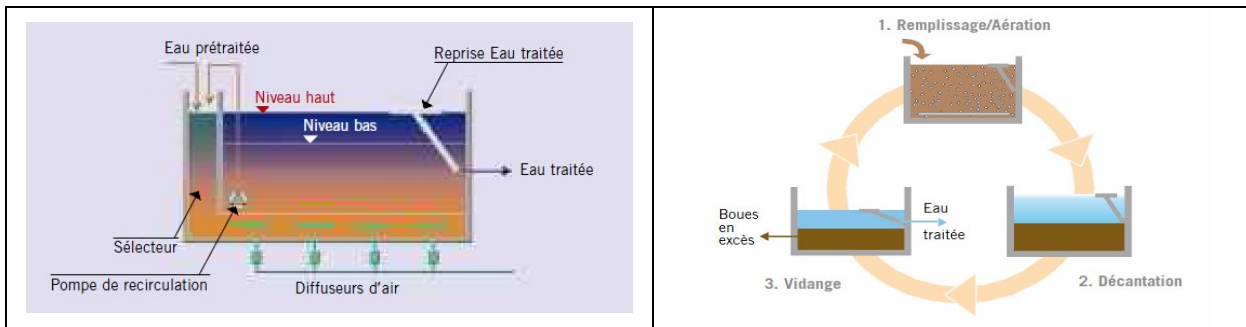 Eau prétraitée
Reprise Eau traitée
Niveau haut
Niveau bas
Eau traitée
Sélecteur
Pompe de recirculation
Diffuseurs d'air
1. Remplissage/Aération
Boues
en
excès
Eau
traitée
3. Vidange
2. Décantation